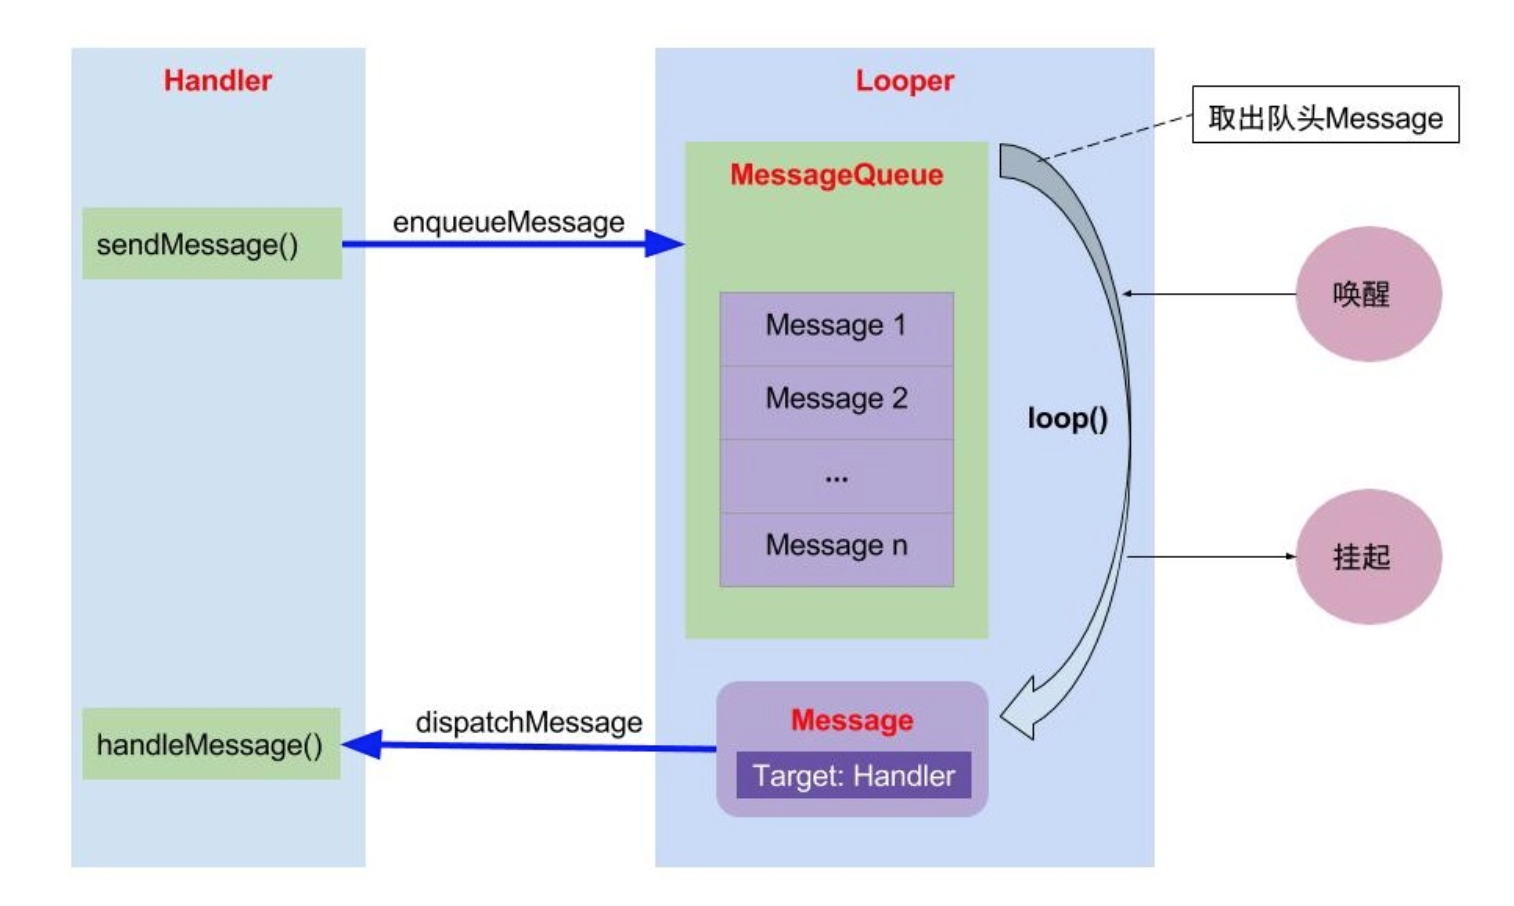 Handler
Looper
取出队头Message
MessageQueue
enqueueMessage
sendMessage()
唤醒
Message 1
Message 2
loop()
...
Message n
挂起
dispatchMessage
Message
handleMessage()
Target: Handler